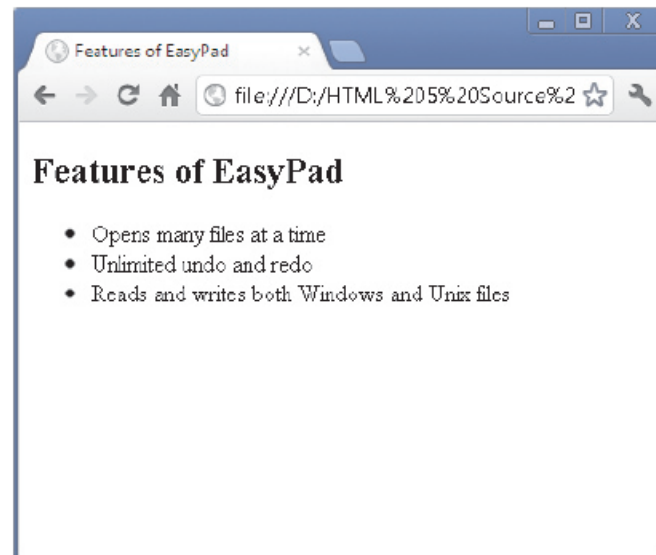 Features of EasyPad
file:///D:/HTML%205%20Source%2
Features of EasyPad
Opens many files at a time
Unlimited undo and redo
Reads and writes both Windows and Unix files